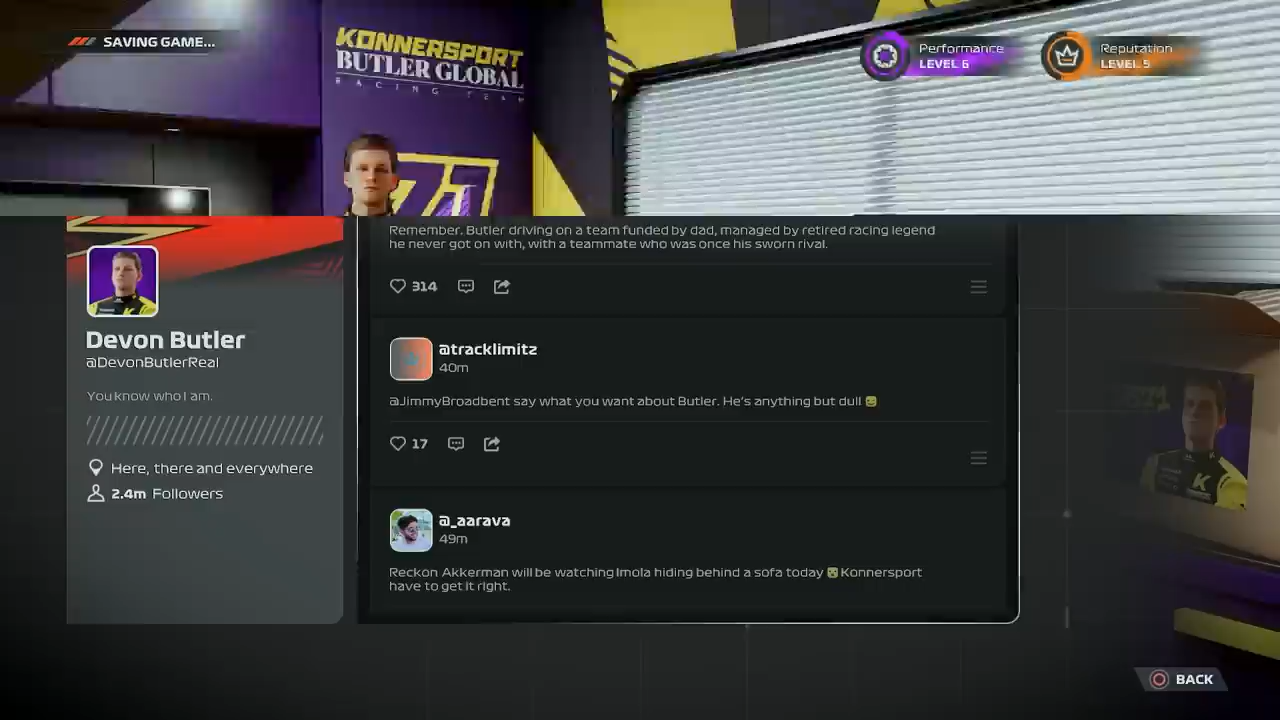 SAVING GAME...
KONNERSPORT
BUTLER GLOBAL
RACING TEAM
Performance
LEVEL 6
Reputation
LEVEL 5
71
Devon Butler
@DevonButlerReal
You know who I am.
Here, there and everywhere
2.4m Followers
Remember. Butler driving on a team funded by dad, managed by retired racing legend
he never got on with, with a teammate who was once his sworn rival.
314
@tracklimitz
40m
@JimmyBroadbent say what you want about Butler. He's anything but dull
17
@_aarava
49m
Reckon Akkerman will be watching Imola hiding behind a sofa today Konnersport
have to get it right.
K
BACK